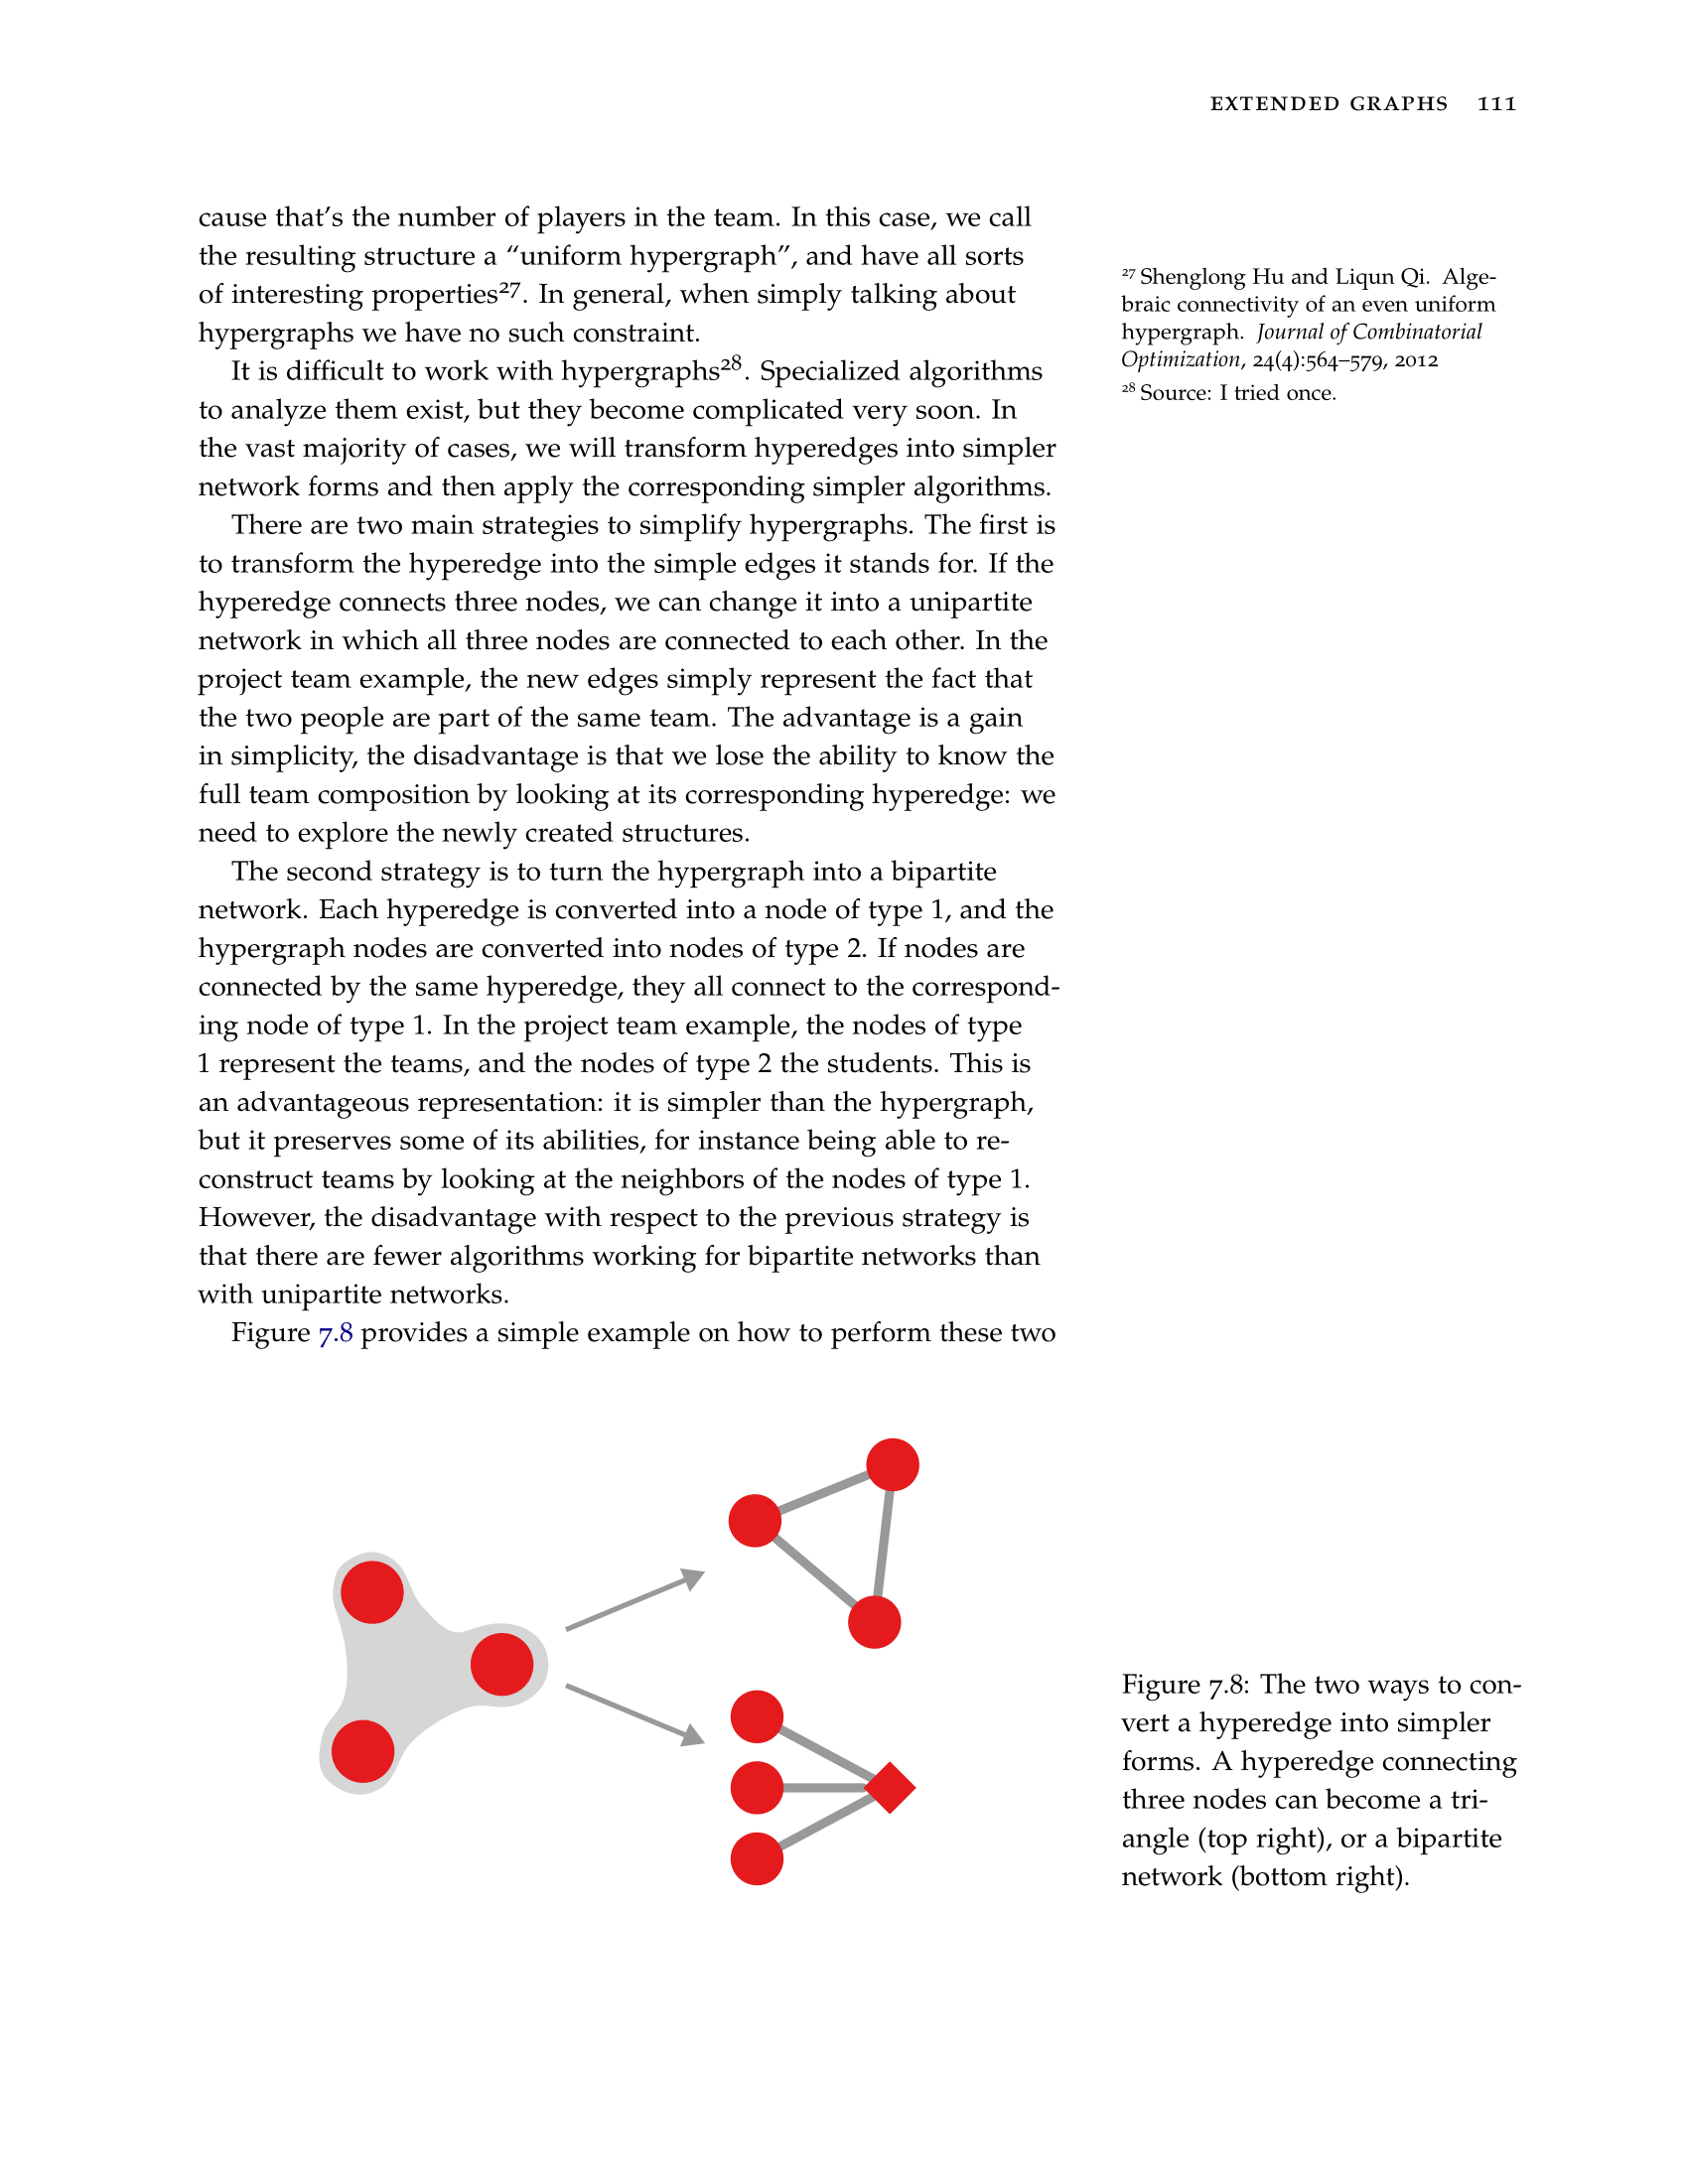 EXTENDED GRAPHS 111
cause that’s the number of players in the team. In this case, we call
the resulting structure a “uniform hypergraph”, and have all sorts
of interesting properties27. In general, when simply talking about
hypergraphs we have no such constraint.
It is difficult to work with hypergraphs28. Specialized algorithms
to analyze them exist, but they become complicated very soon. In
the vast majority of cases, we will transform hyperedges into simpler
network forms and then apply the corresponding simpler algorithms.
There are two main strategies to simplify hypergraphs. The first is
to transform the hyperedge into the simple edges it stands for. If the
hyperedge connects three nodes, we can change it into a unipartite
network in which all three nodes are connected to each other. In the
project team example, the new edges simply represent the fact that
the two people are part of the same team. The advantage is a gain
in simplicity, the disadvantage is that we lose the ability to know the
full team composition by looking at its corresponding hyperedge: we
need to explore the newly created structures.
The second strategy is to turn the hypergraph into a bipartite
network. Each hyperedge is converted into a node of type 1, and the
hypergraph nodes are converted into nodes of type 2. If nodes are
connected by the same hyperedge, they all connect to the correspond-
ing node of type 1. In the project team example, the nodes of type
1 represent the teams, and the nodes of type 2 the students. This is
an advantageous representation: it is simpler than the hypergraph,
but it preserves some of its abilities, for instance being able to re-
construct teams by looking at the neighbors of the nodes of type 1.
However, the disadvantage with respect to the previous strategy is
that there are fewer algorithms working for bipartite networks than
with unipartite networks.
Figure 7.8 provides a simple example on how to perform these two
27 Shenglong Hu and Liqun Qi. Alge-
braic connectivity of an even uniform
hypergraph. Journal of Combinatorial
Optimization, 24(4):564–579, 2012
28 Source: I tried once.
Figure 7.8: The two ways to con-
vert a hyperedge into simpler
forms. A hyperedge connecting
three nodes can become a tri-
angle (top right), or a bipartite
network (bottom right).